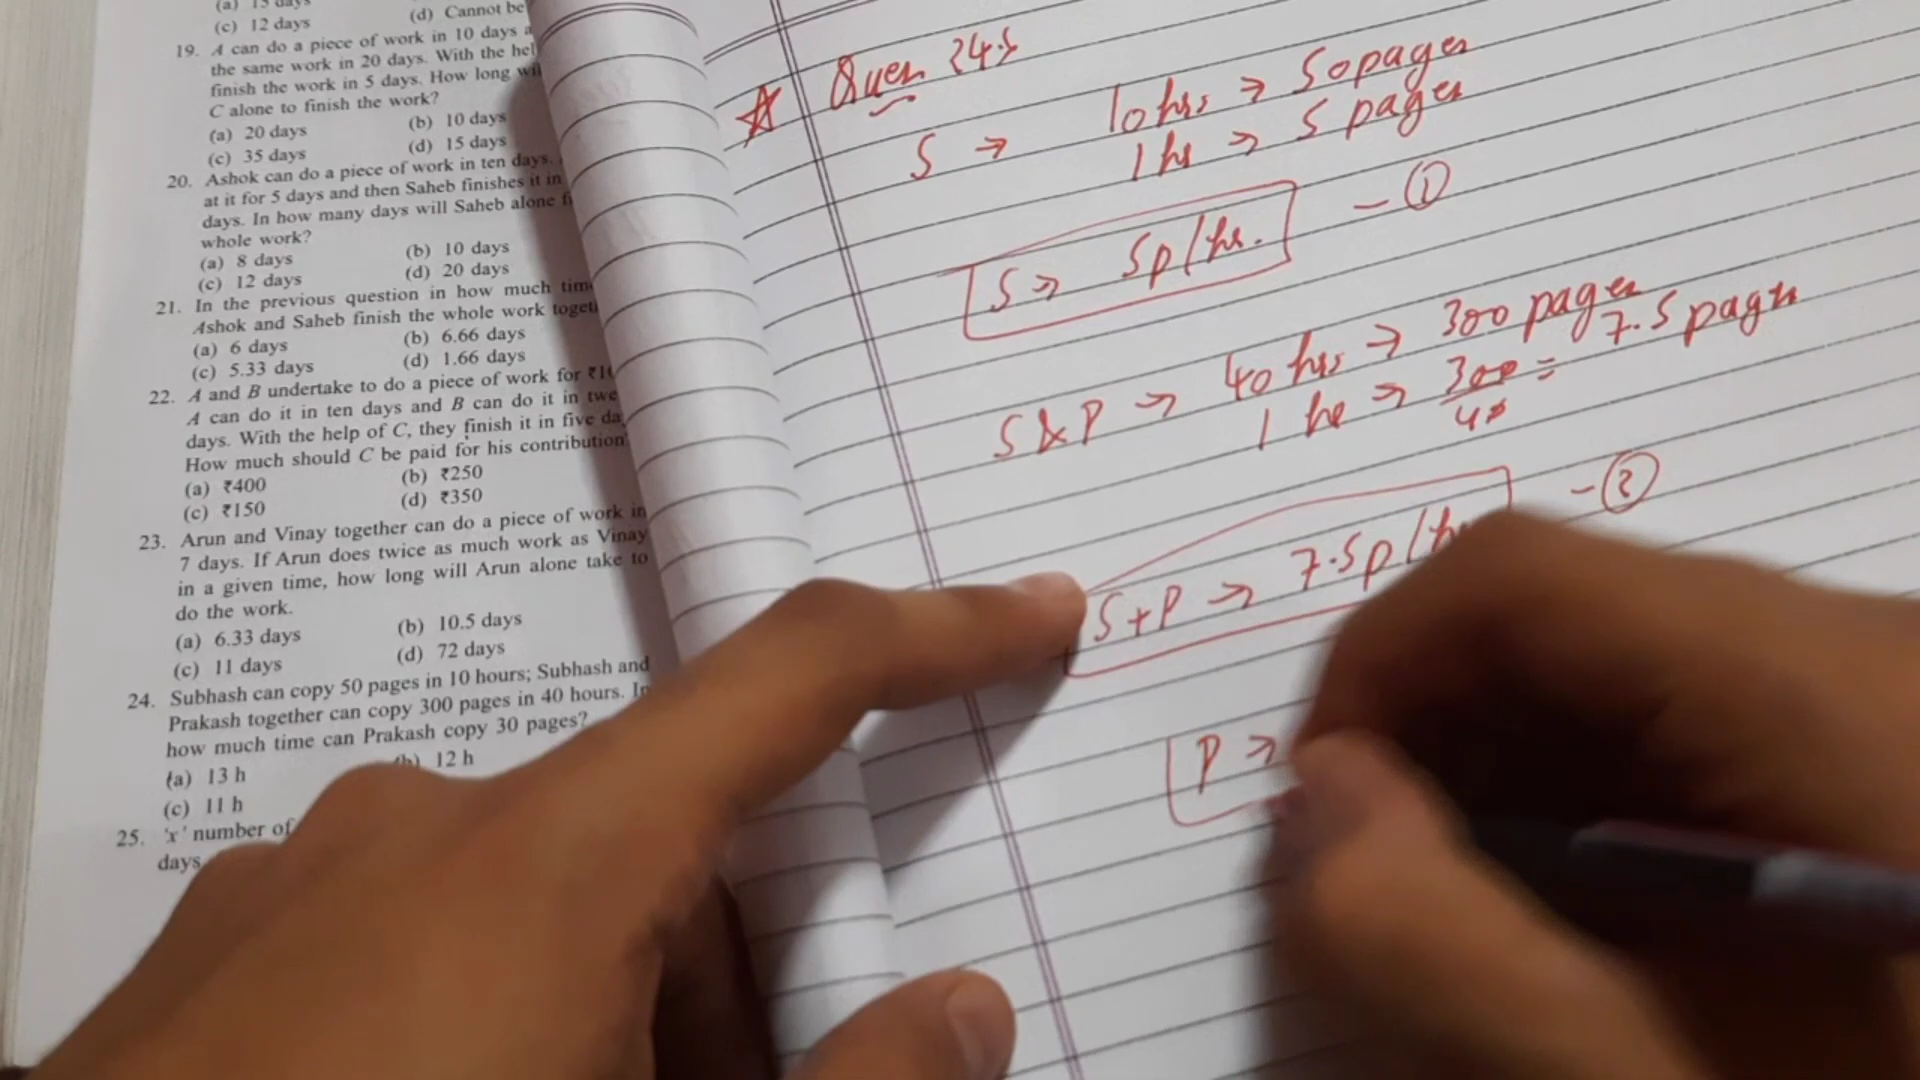 (a) 15 days
(c) 12 days (d) Cannot be
19. A can do a piece of work in 10 days
the same work in 20 days. With the
finish the work in 5 days. How long
C alone to finish the work?
(a) 20 days (b) 10 days
(c) 35 days (d) 15 days
20. Ashok can do a piece of work in ten days.
at it for 5 days and then Saheb finishes it in
days. In how many days will Saheb alone
whole work?
(a) 8 days (b) 10 days
(c) 12 days (d) 20 days
21. In the previous question in how much
Ashok and Saheb finish the whole work
(a) 6 days (b) 6.66 days
(c) 5.33 days (d) 1.66 days
22. A and B undertake to do a piece of work for
A can do it in ten days and B can do it in
days. With the help of C, they finish it in five
How much should C be paid for his contribution
(a) ₹400 (b) ₹250
(c) ₹150 (d) ₹350
23. Arun and Vinay together can do a piece of work in
7 days. If Arun does twice as much work as Vinay
in a given time, how long will Arun alone take to
do the work.
(a) 6.33 days (b) 10.5 days
(c) 11 days (d) 72 days
24. Subhash can copy 50 pages in 10 hours; Subhash and
Prakash together can copy 300 pages in 40 hours. In
how much time can Prakash copy 30 pages?
(a) 13 h (b) 12 h
(c) 11 h
25. 'x' number of
days
Ques 24.
S → 10 hrs → 50 pages
1 hr → 5 pages
S → 5p/hr. - ①
S & P → 40 hrs → 300 pages
1 hr → 300/40 = 7.5 pages
S+P → 7.5p/hr - ②
P →